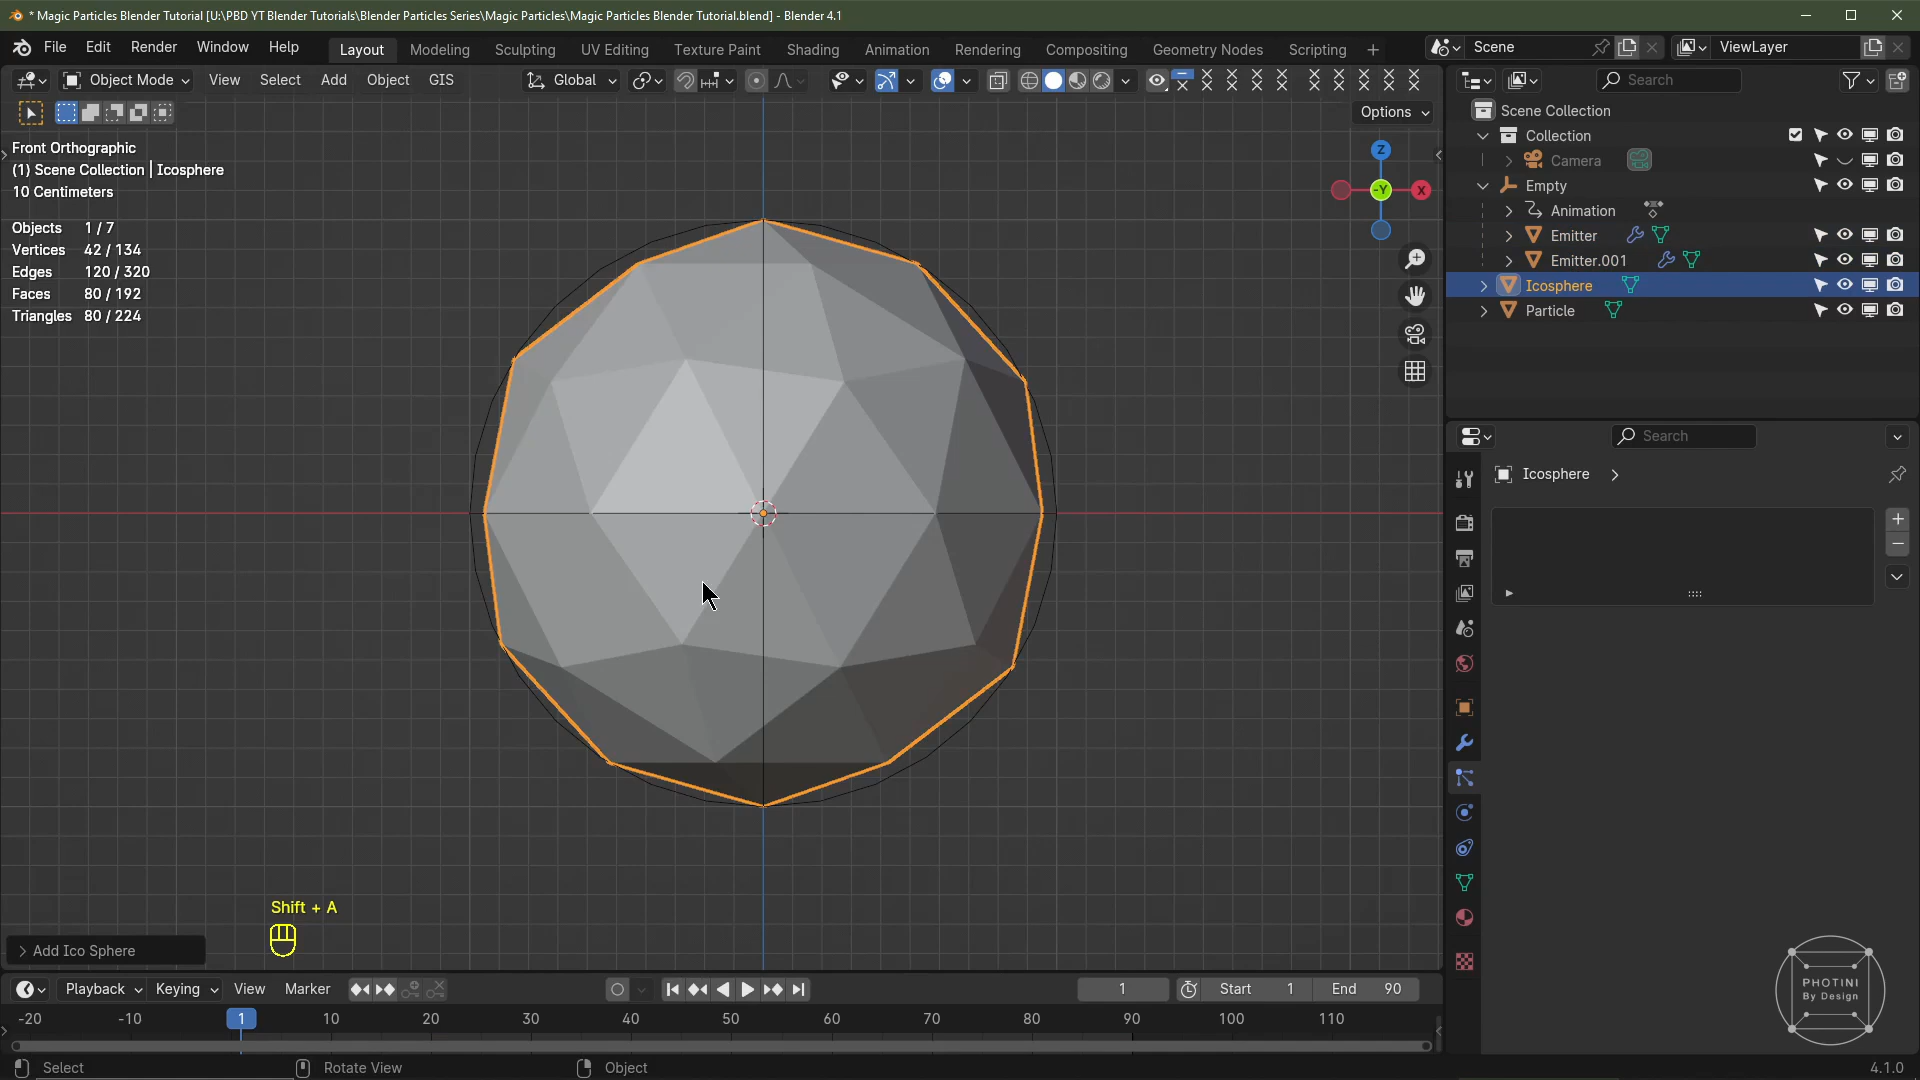 * Magic Particles Blender Tutorial [U:\PBD YT Blender Tutorials\Blender Particles Series\Magic Particles\Magic Particles Blender Tutorial.blend] - Blender 4.1
File Edit Render Window Help Layout Modeling Sculpting UV Editing Texture Paint Shading Animation Rendering Compositing Geometry Nodes Scripting + Scene ViewLayer
Object Mode View Select Add Object GIS Global Search
Options
Scene Collection
Collection
Camera
Empty
Animation
Emitter
Emitter.001
Icosphere
Particle
Front Orthographic
(1) Scene Collection | Icosphere
10 Centimeters
Objects 1 / 7
Vertices 42 / 134
Edges 120 / 320
Faces 80 / 192
Triangles 80 / 224
Z
-Y
X
Search
Icosphere
Shift + A
Add Ico Sphere
PHOTINI
By Design
Playback Keying View Marker 1 Start 1 End 90
-20 -10 1 10 20 30 40 50 60 70 80 90 100 110
Select Rotate View Object 4.1.0